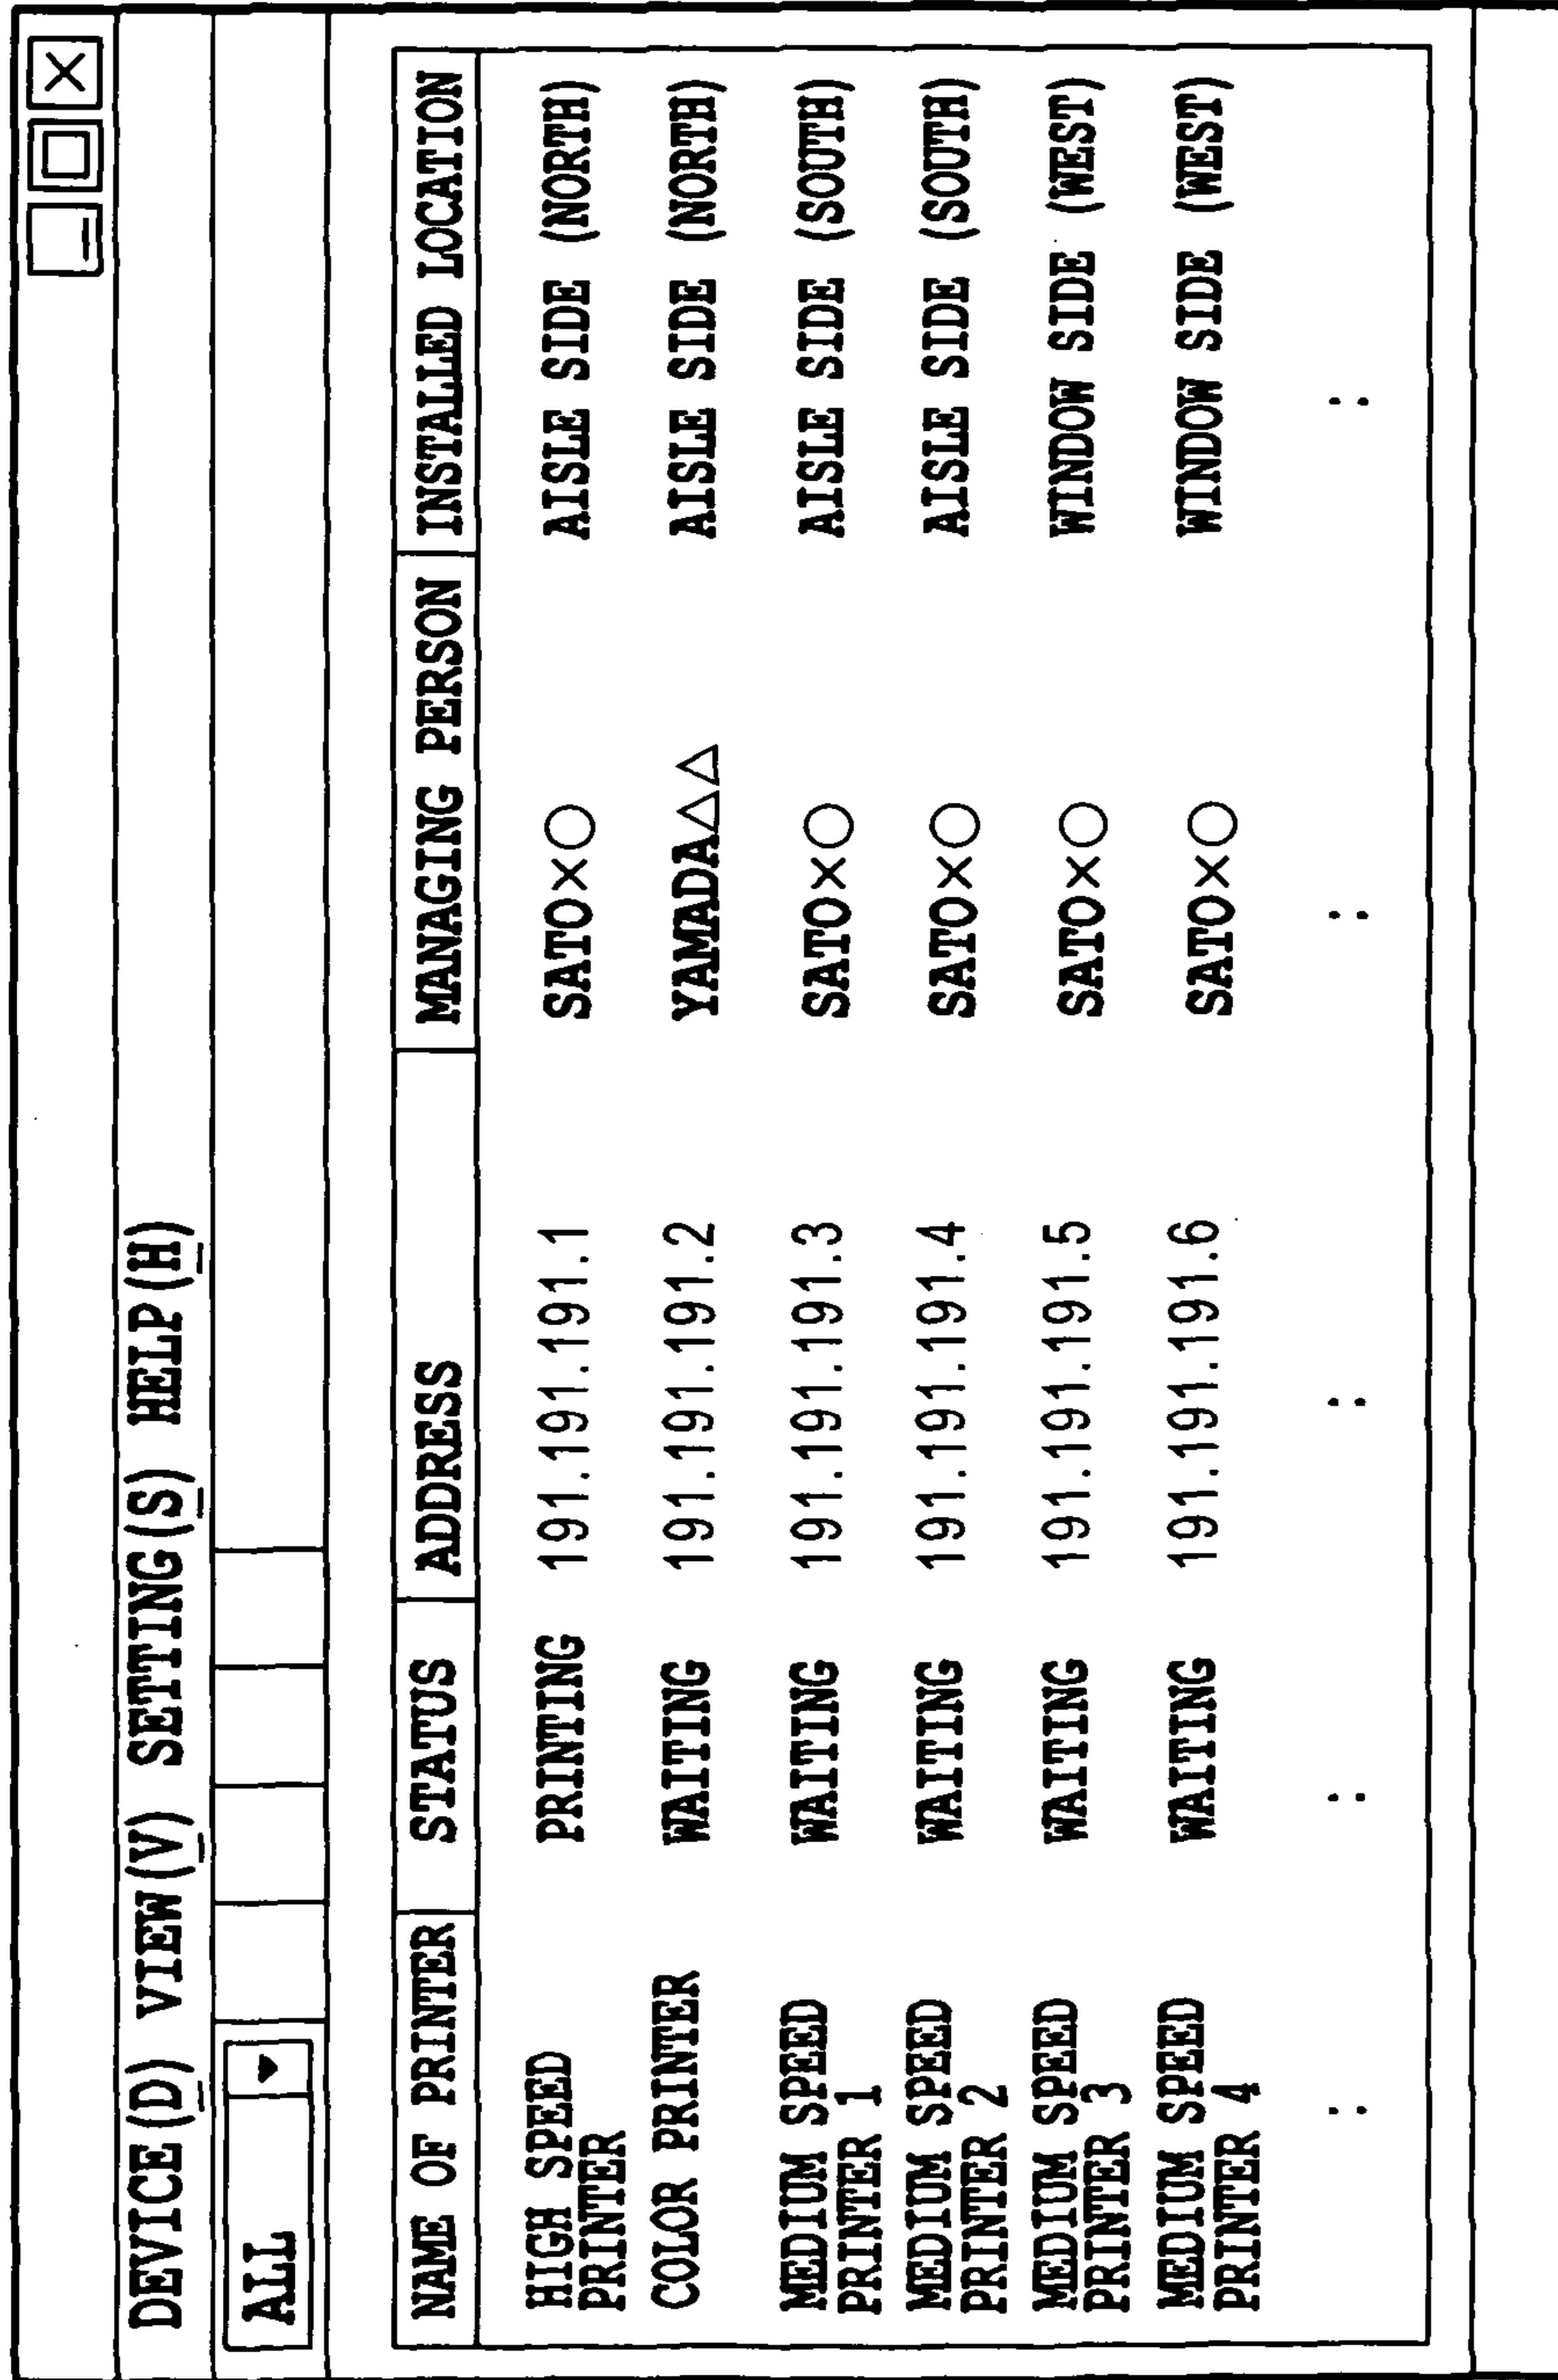 DEVICE(D) VIEW(V) SETTING(S) HELP(H)
ALL
NAME OF PRINTER STATUS ADDRESS MANAGING PERSON INSTALLED LOCATION
HIGH SPEED PRINTING 191.191.191.1 SATO×○ AISLE SIDE (NORTH)
PRINTER
COLOR PRINTER WAITING 191.191.191.2 YAMADA△△ AISLE SIDE (NORTH)
MEDIUM SPEED WAITING 191.191.191.3 SATO×○ AISLE SIDE (SOUTH)
PRINTER 1
MEDIUM SPEED WAITING 191.191.191.4 SATO×○ AISLE SIDE (SOUTH)
PRINTER 2
MEDIUM SPEED WAITING 191.191.191.5 SATO×○ WINDOW SIDE (WEST)
PRINTER 3
MEDIUM SPEED WAITING 191.191.191.6 SATO×○ WINDOW SIDE (WEST)
PRINTER 4
: : : : :